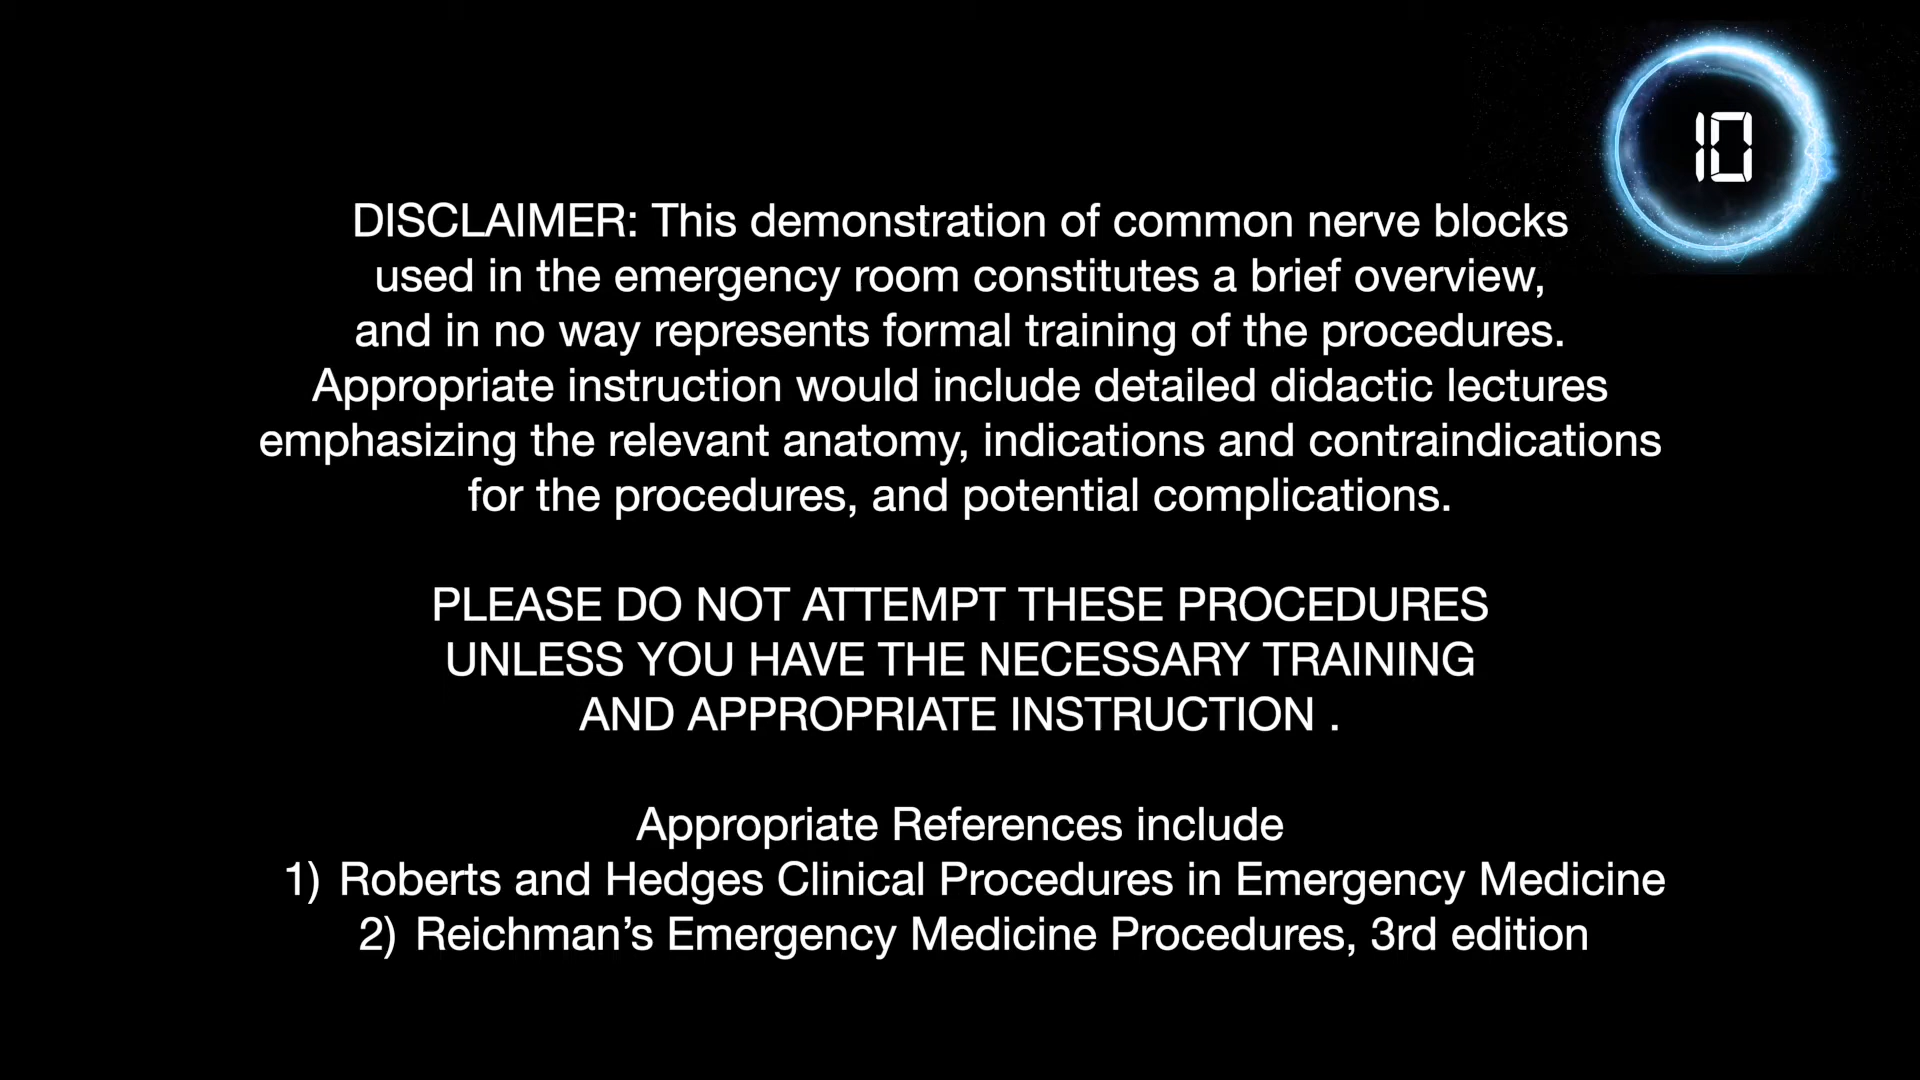 10
DISCLAIMER: This demonstration of common nerve blocks
used in the emergency room constitutes a brief overview,
and in no way represents formal training of the procedures.
Appropriate instruction would include detailed didactic lectures
emphasizing the relevant anatomy, indications and contraindications
for the procedures, and potential complications.
PLEASE DO NOT ATTEMPT THESE PROCEDURES
UNLESS YOU HAVE THE NECESSARY TRAINING
AND APPROPRIATE INSTRUCTION .
Appropriate References include
1) Roberts and Hedges Clinical Procedures in Emergency Medicine
2) Reichman’s Emergency Medicine Procedures, 3rd edition